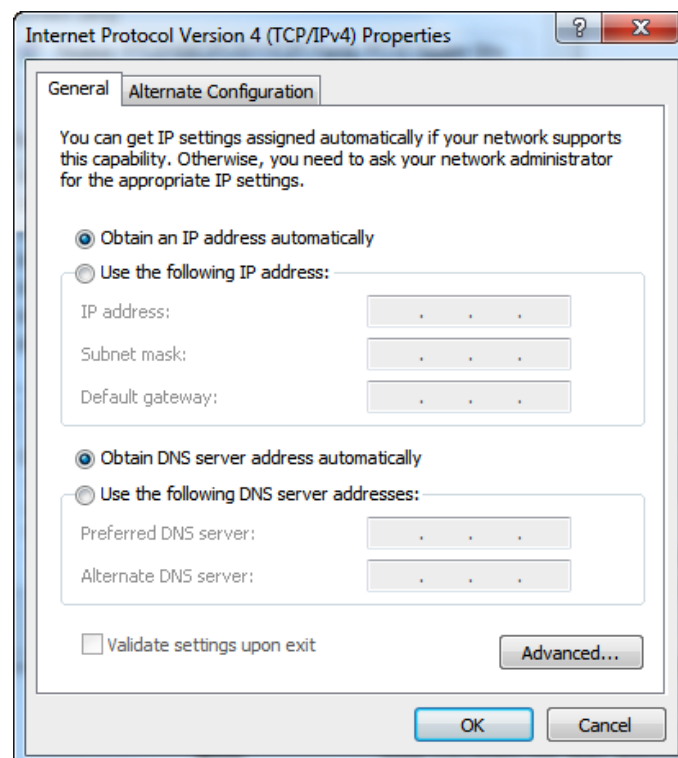 Internet Protocol Version 4 (TCP/IPv4) Properties
?
X
General
Alternate Configuration
You can get IP settings assigned automatically if your network supports
this capability. Otherwise, you need to ask your network administrator
for the appropriate IP settings.
Obtain an IP address automatically
Use the following IP address:
IP address: . . .
Subnet mask: . . .
Default gateway: . . .
Obtain DNS server address automatically
Use the following DNS server addresses:
Preferred DNS server: . . .
Alternate DNS server: . . .
Validate settings upon exit
Advanced...
OK
Cancel